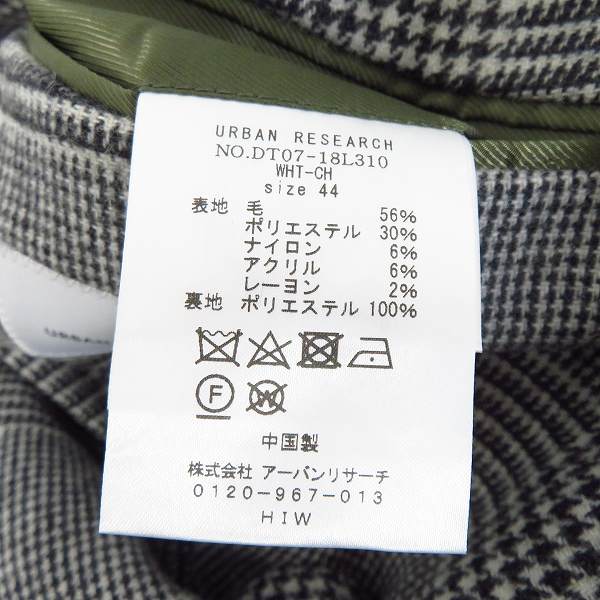 URBAN RESEARCH
NO.DT07-18L310
WHT-CH
size 44
表地 毛 56%
ポリエステル 30%
ナイロン 6%
アクリル 6%
レーヨン 2%
裏地 ポリエステル 100%
F W
中国製
株式会社 アーバンリサーチ
0120-967-013
HIW
URBAN